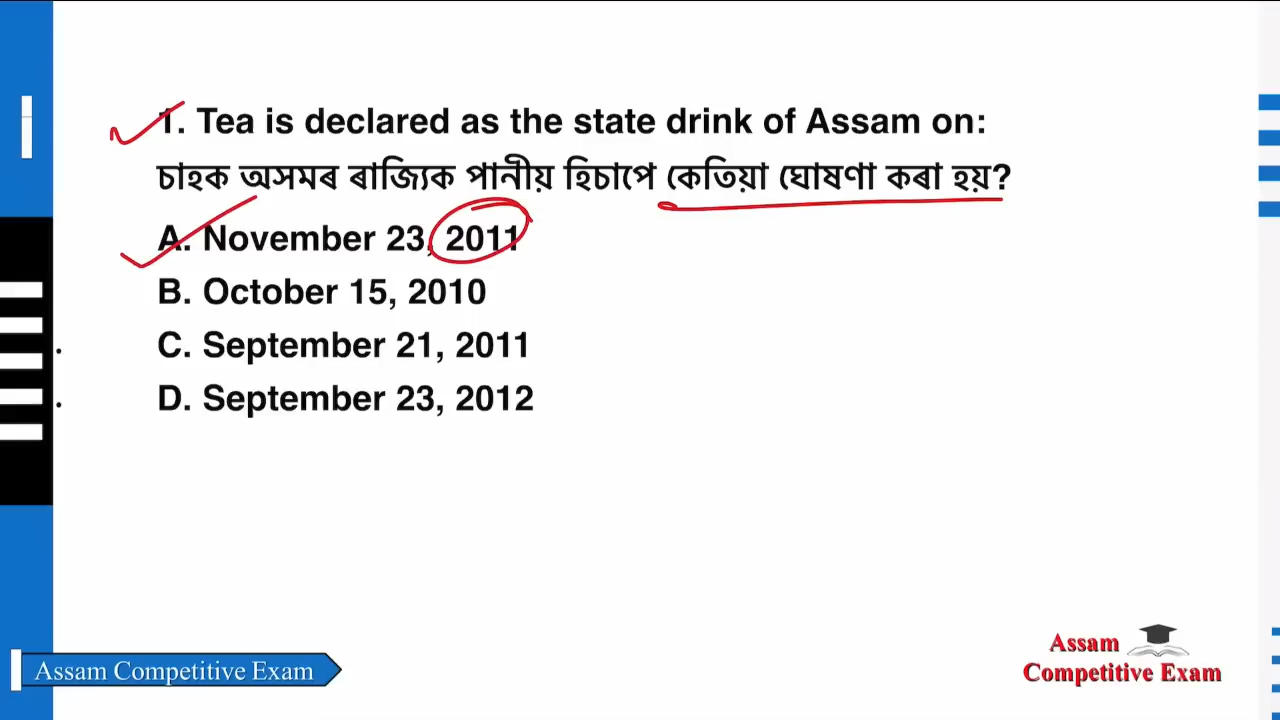 1. Tea is declared as the state drink of Assam on:
চাহক অসমৰ ৰাজ্যিক পানীয় হিচাপে কেতিয়া ঘোষণা কৰা হয়?
A. November 23, 2011
B. October 15, 2010
C. September 21, 2011
D. September 23, 2012
Assam Competitive Exam
Assam
Competitive Exam